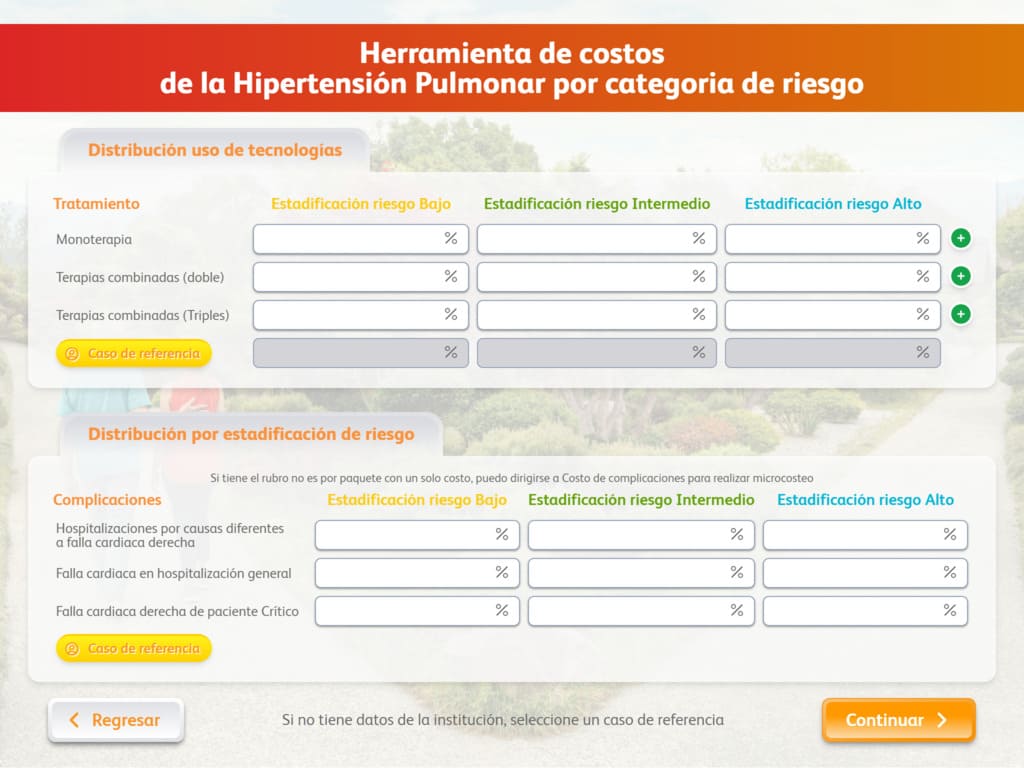 Herramienta de costos
de la Hipertensión Pulmonar por categoria de riesgo
Distribución uso de tecnologías
Tratamiento Estadificación riesgo Bajo Estadificación riesgo Intermedio Estadificación riesgo Alto
Monoterapia % % % +
Terapias combinadas (doble) % % % +
Terapias combinadas (Triples) % % % +
Caso de referencia % % %
Distribución por estadificación de riesgo
Si tiene el rubro no es por paquete con un solo costo, puedo dirigirse a Costo de complicaciones para realizar microcosteo
Complicaciones Estadificación riesgo Bajo Estadificación riesgo Intermedio Estadificación riesgo Alto
Hospitalizaciones por causas diferentes
a falla cardiaca derecha % % %
Falla cardiaca en hospitalización general % % %
Falla cardiaca derecha de paciente Crítico % % %
Caso de referencia
Regresar Si no tiene datos de la institución, seleccione un caso de referencia Continuar